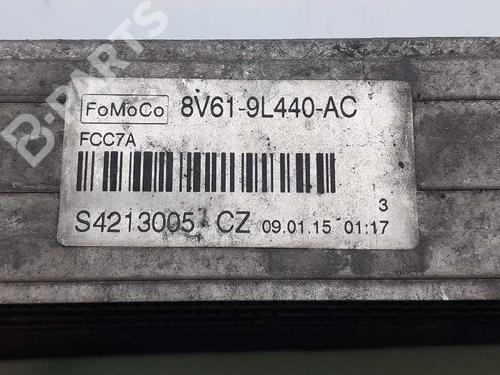 B-PARTS
FoMoCo 8V61-9L440-AC
FCC7A
3
S4213005 CZ 09.01.15 01:17